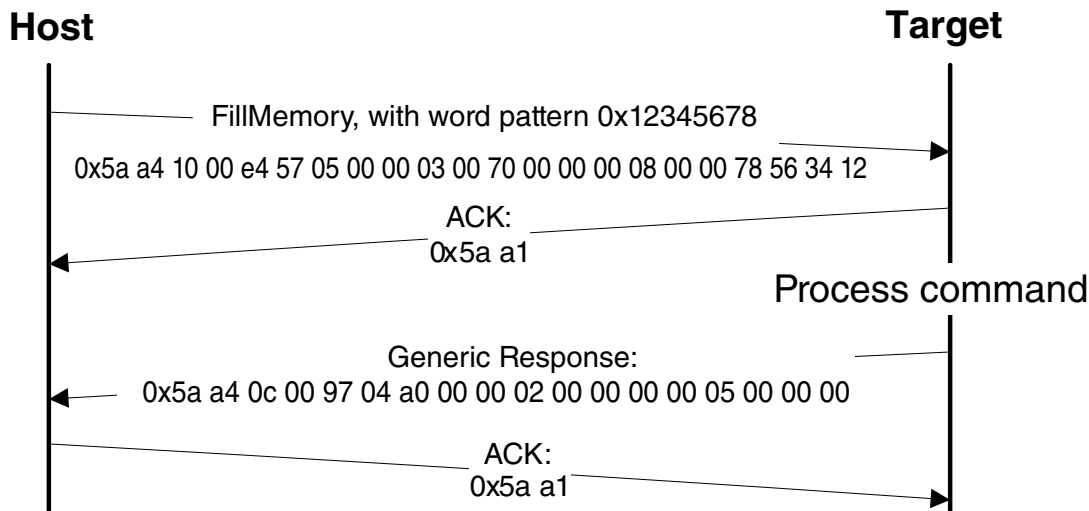 Host
Target
FillMemory, with word pattern 0x12345678
0x5a a4 10 00 e4 57 05 00 00 03 00 70 00 00 00 08 00 00 78 56 34 12
ACK:
0x5a a1
Process command
Generic Response:
0x5a a4 0c 00 97 04 a0 00 00 02 00 00 00 00 05 00 00 00
ACK:
0x5a a1